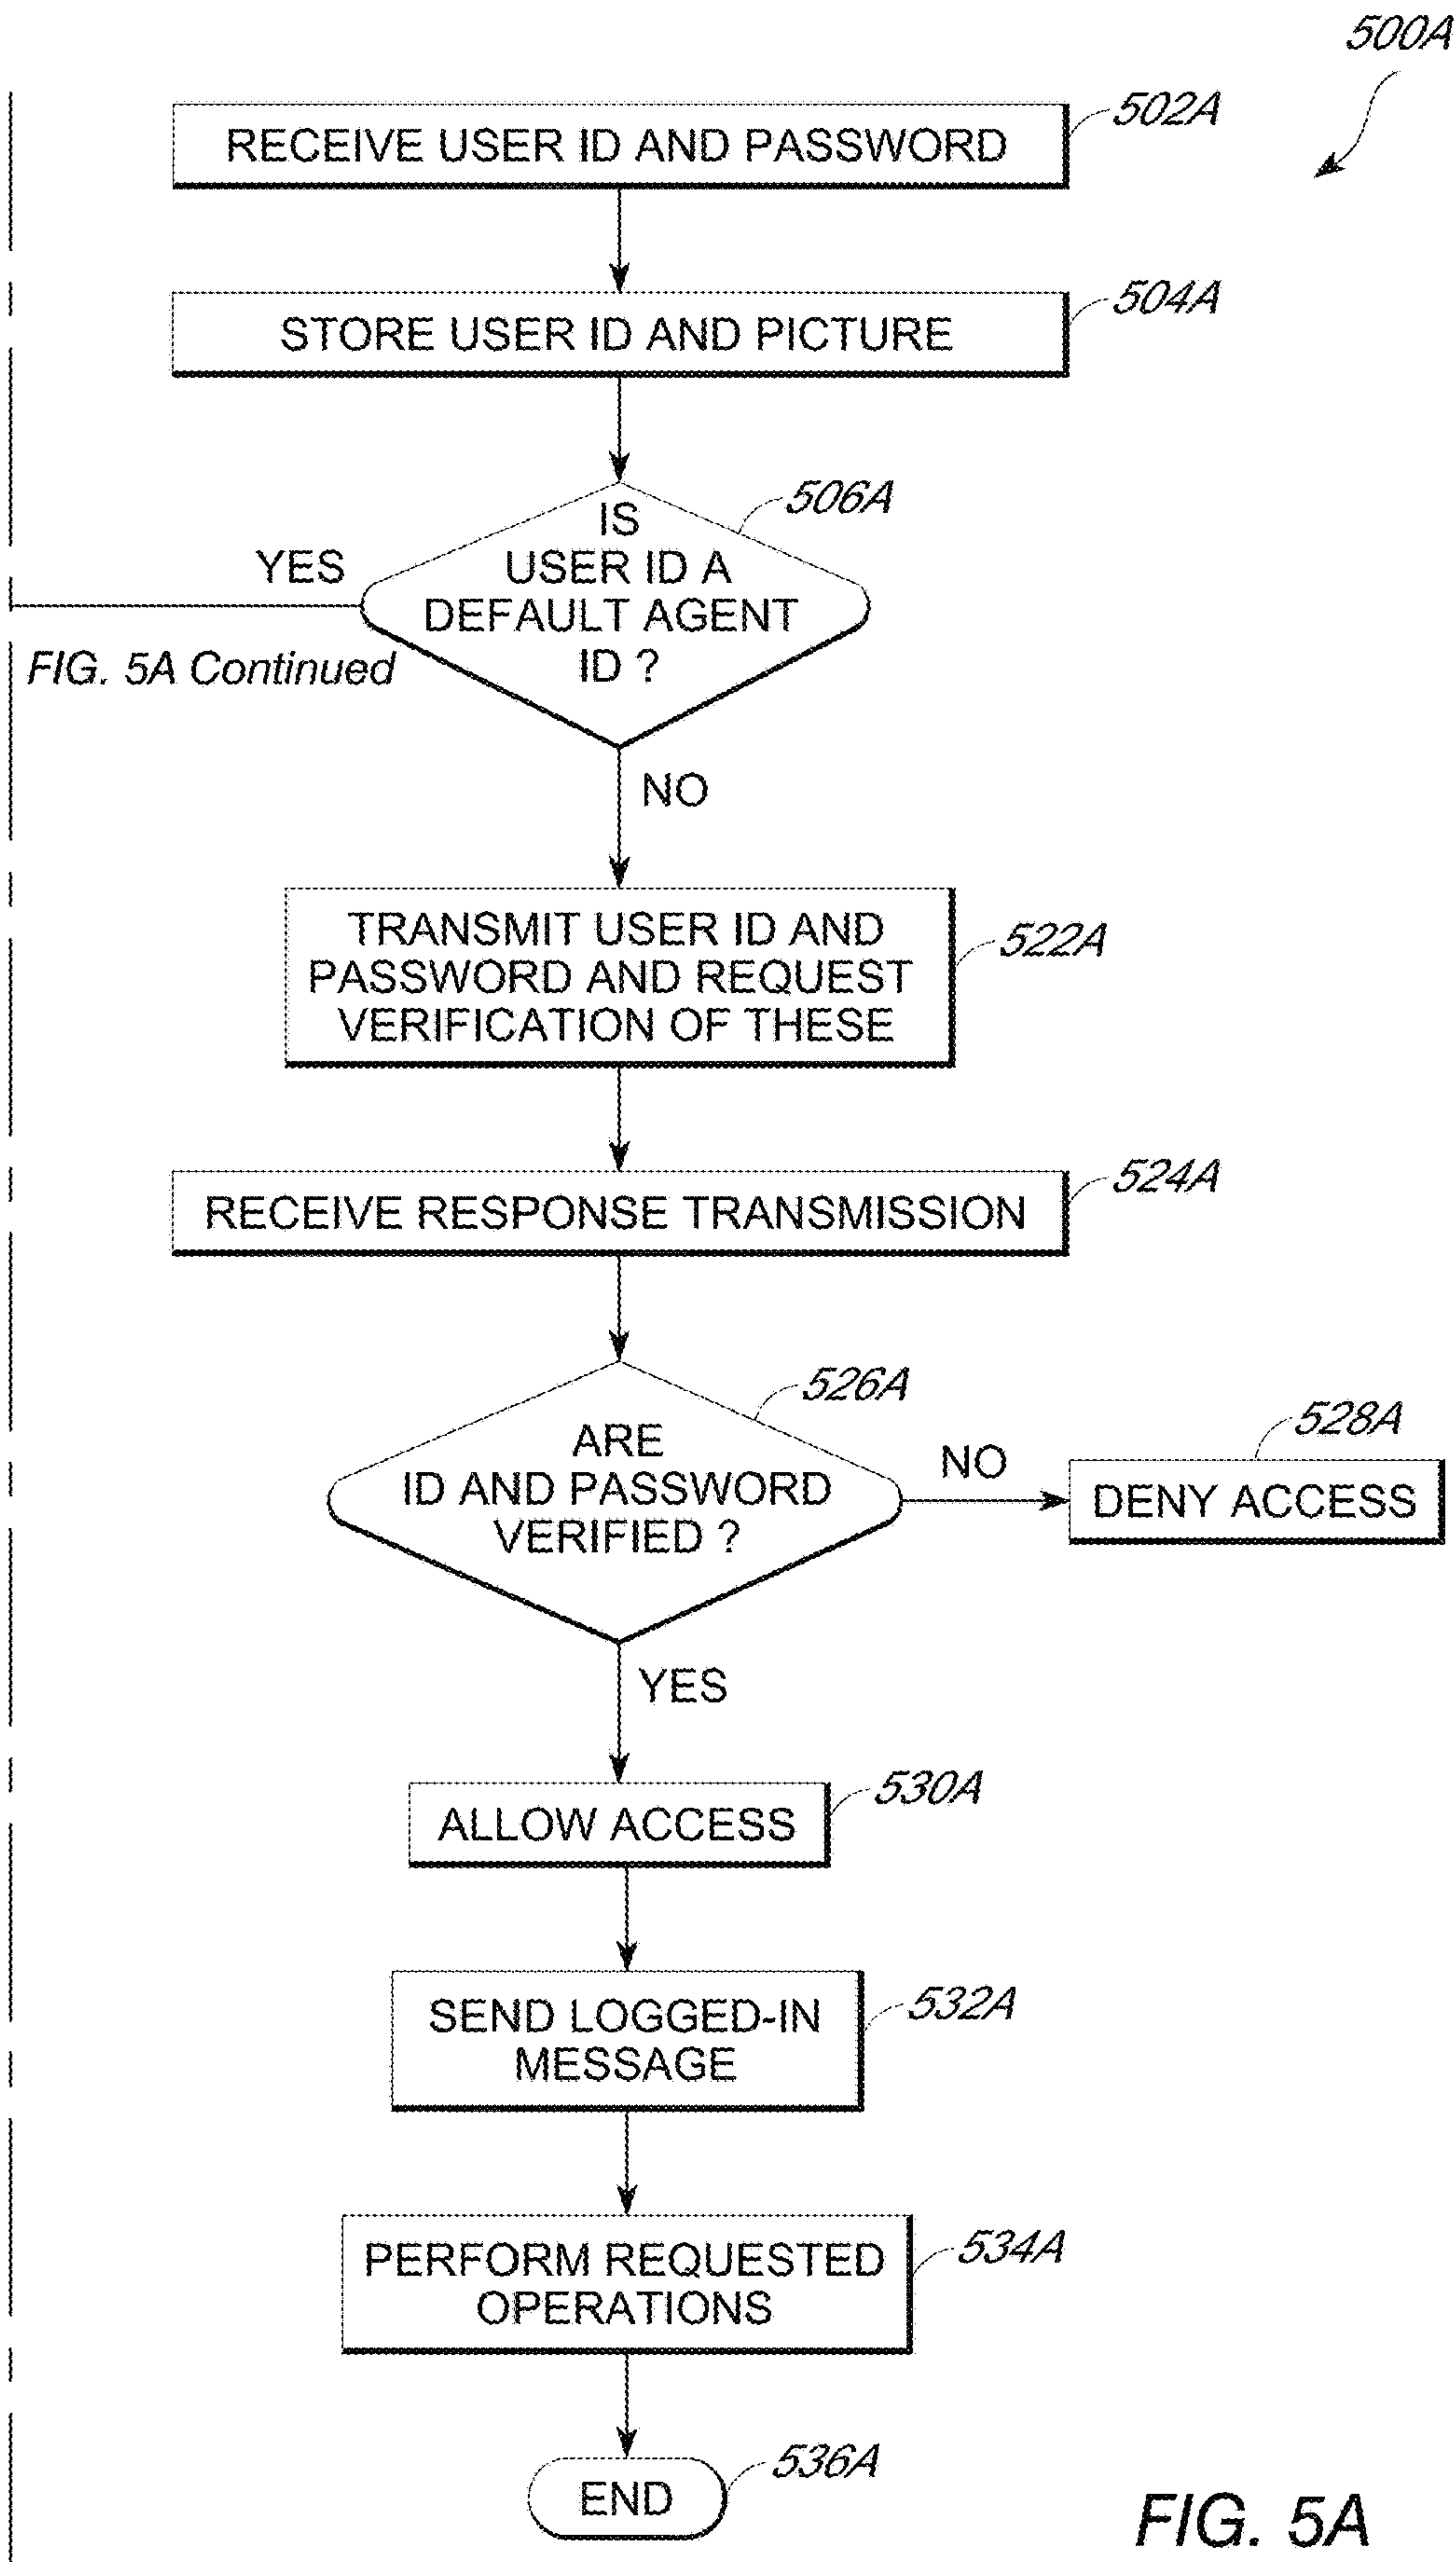 500A
RECEIVE USER ID AND PASSWORD
502A
STORE USER ID AND PICTURE
504A
506A
IS
USER ID A
DEFAULT AGENT
ID ?
YES
FIG. 5A Continued
NO
TRANSMIT USER ID AND
PASSWORD AND REQUEST
VERIFICATION OF THESE
522A
RECEIVE RESPONSE TRANSMISSION
524A
526A
ARE
ID AND PASSWORD
VERIFIED ?
NO
528A
DENY ACCESS
YES
ALLOW ACCESS
530A
SEND LOGGED-IN
MESSAGE
532A
PERFORM REQUESTED
OPERATIONS
534A
END
536A
FIG. 5A